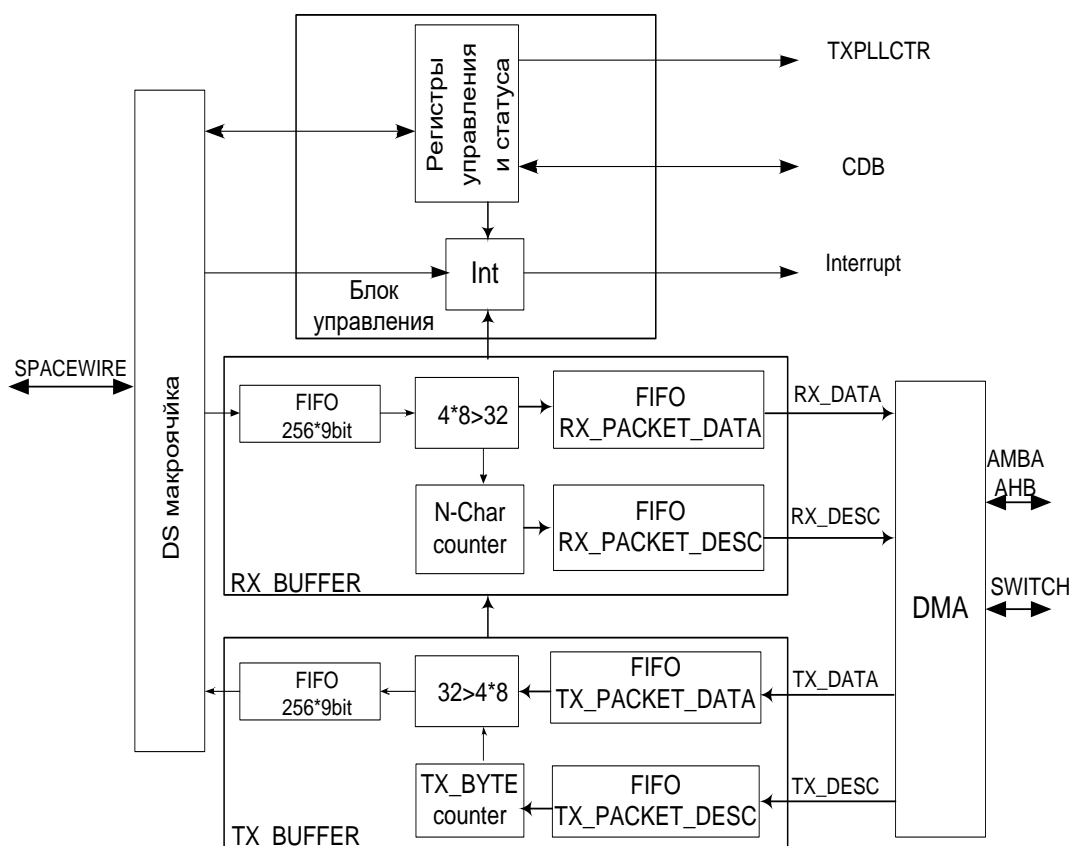 Регистры
управления
и статуса
TXPLLCTR
CDB
Int
Interrupt
Блок
управления
SPACEWIRE
DS макроячйка
FIFO
256*9bit
4*8>32
FIFO
RX_PACKET_DATA
RX_DATA
N-Char
counter
FIFO
RX_PACKET_DESC
RX_DESC
RX_BUFFER
AMBA
AHB
SWITCH
DMA
FIFO
256*9bit
32>4*8
FIFO
TX_PACKET_DATA
TX_DATA
TX_BYTE
counter
FIFO
TX_PACKET_DESC
TX_DESC
TX_BUFFER